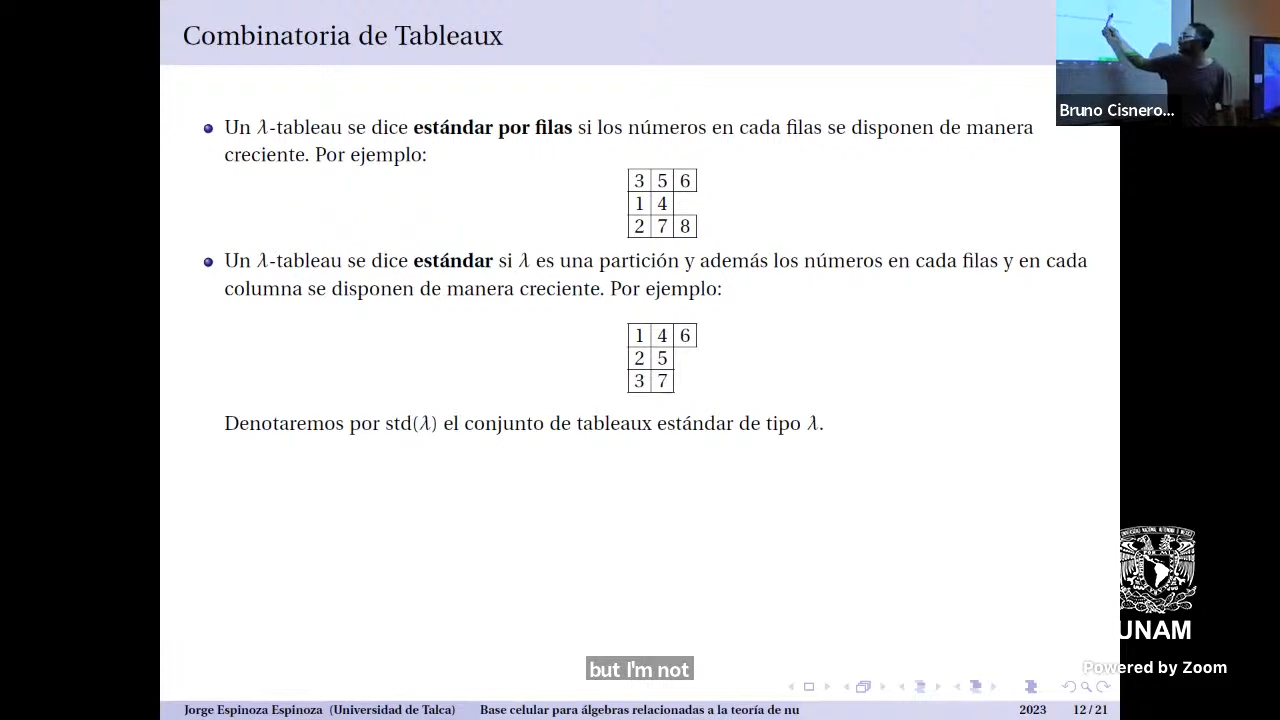 Combinatoria de Tableaux
Bruno Cisnero...
Un λ-tableau se dice estándar por filas si los números en cada filas se disponen de manera
creciente. Por ejemplo:
3 5 6
1 4
2 7 8
Un λ-tableau se dice estándar si λ es una partición y además los números en cada filas y en cada
columna se disponen de manera creciente. Por ejemplo:
1 4 6
2 5
3 7
Denotaremos por std(λ) el conjunto de tableaux estándar de tipo λ.
UNAM
but I'm not
Powered by Zoom
Jorge Espinoza Espinoza (Universidad de Talca) Base celular para álgebras relacionadas a la teoría de nu 2023 12 / 21